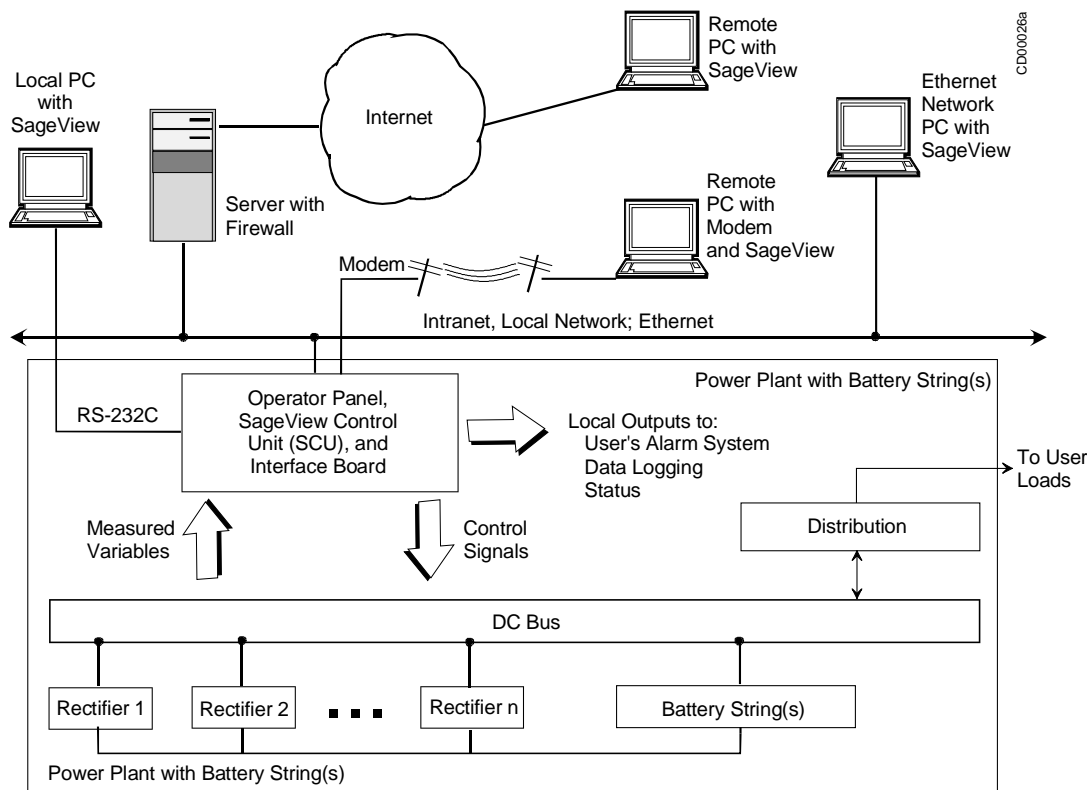 CD00026a
Remote
PC with
SageView
Local PC
with
SageView
Internet
Ethernet
Network
PC with
SageView
Server with
Firewall
Remote
PC with
Modem
and SageView
Modem
Intranet, Local Network; Ethernet
Power Plant with Battery String(s)
RS-232C
Operator Panel,
SageView Control
Unit (SCU), and
Interface Board
Local Outputs to:
User's Alarm System
Data Logging
Status
To User
Loads
Measured
Variables
Control
Signals
Distribution
DC Bus
Rectifier 1
Rectifier 2
Rectifier n
Battery String(s)
Power Plant with Battery String(s)